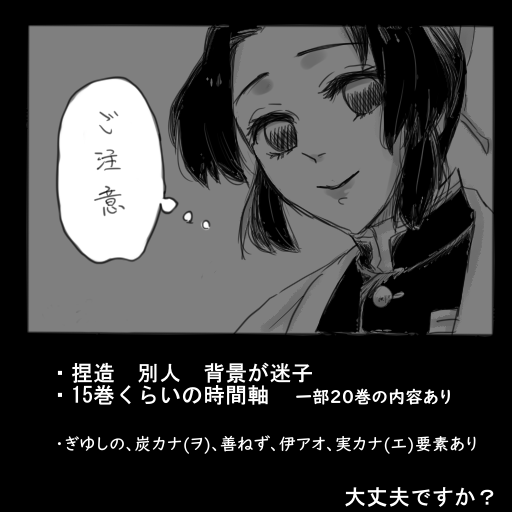 ご注意
・捏造　別人　背景が迷子
・15巻くらいの時間軸　一部20巻の内容あり
・ぎゆしの、炭カナ(ヲ)、善ねず、伊アオ、実カナ(エ)要素あり
大丈夫ですか？